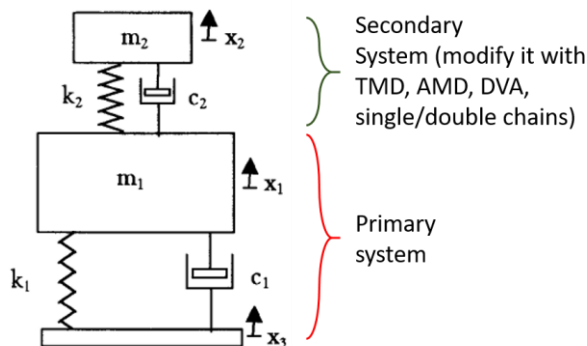 m₂
x₂
k₂
c₂
m₁
x₁
k₁
c₁
x₃
Secondary
System (modify it with
TMD, AMD, DVA,
single/double chains)
Primary
system